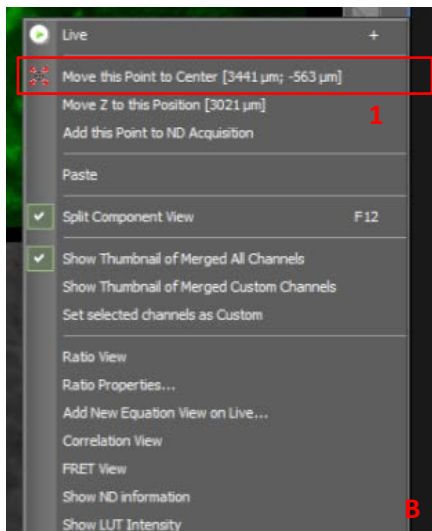 Live +
Move this Point to Center [3441 µm; -563 µm]
Move Z to this Position [3021 µm]
1
Add this Point to ND Acquisition
Paste
Split Component View F12
Show Thumbnail of Merged All Channels
Show Thumbnail of Merged Custom Channels
Set selected channels as Custom
Ratio View
Ratio Properties...
Add New Equation View on Live...
Correlation View
FRET View
Show ND information
B
Show LUT Intensity